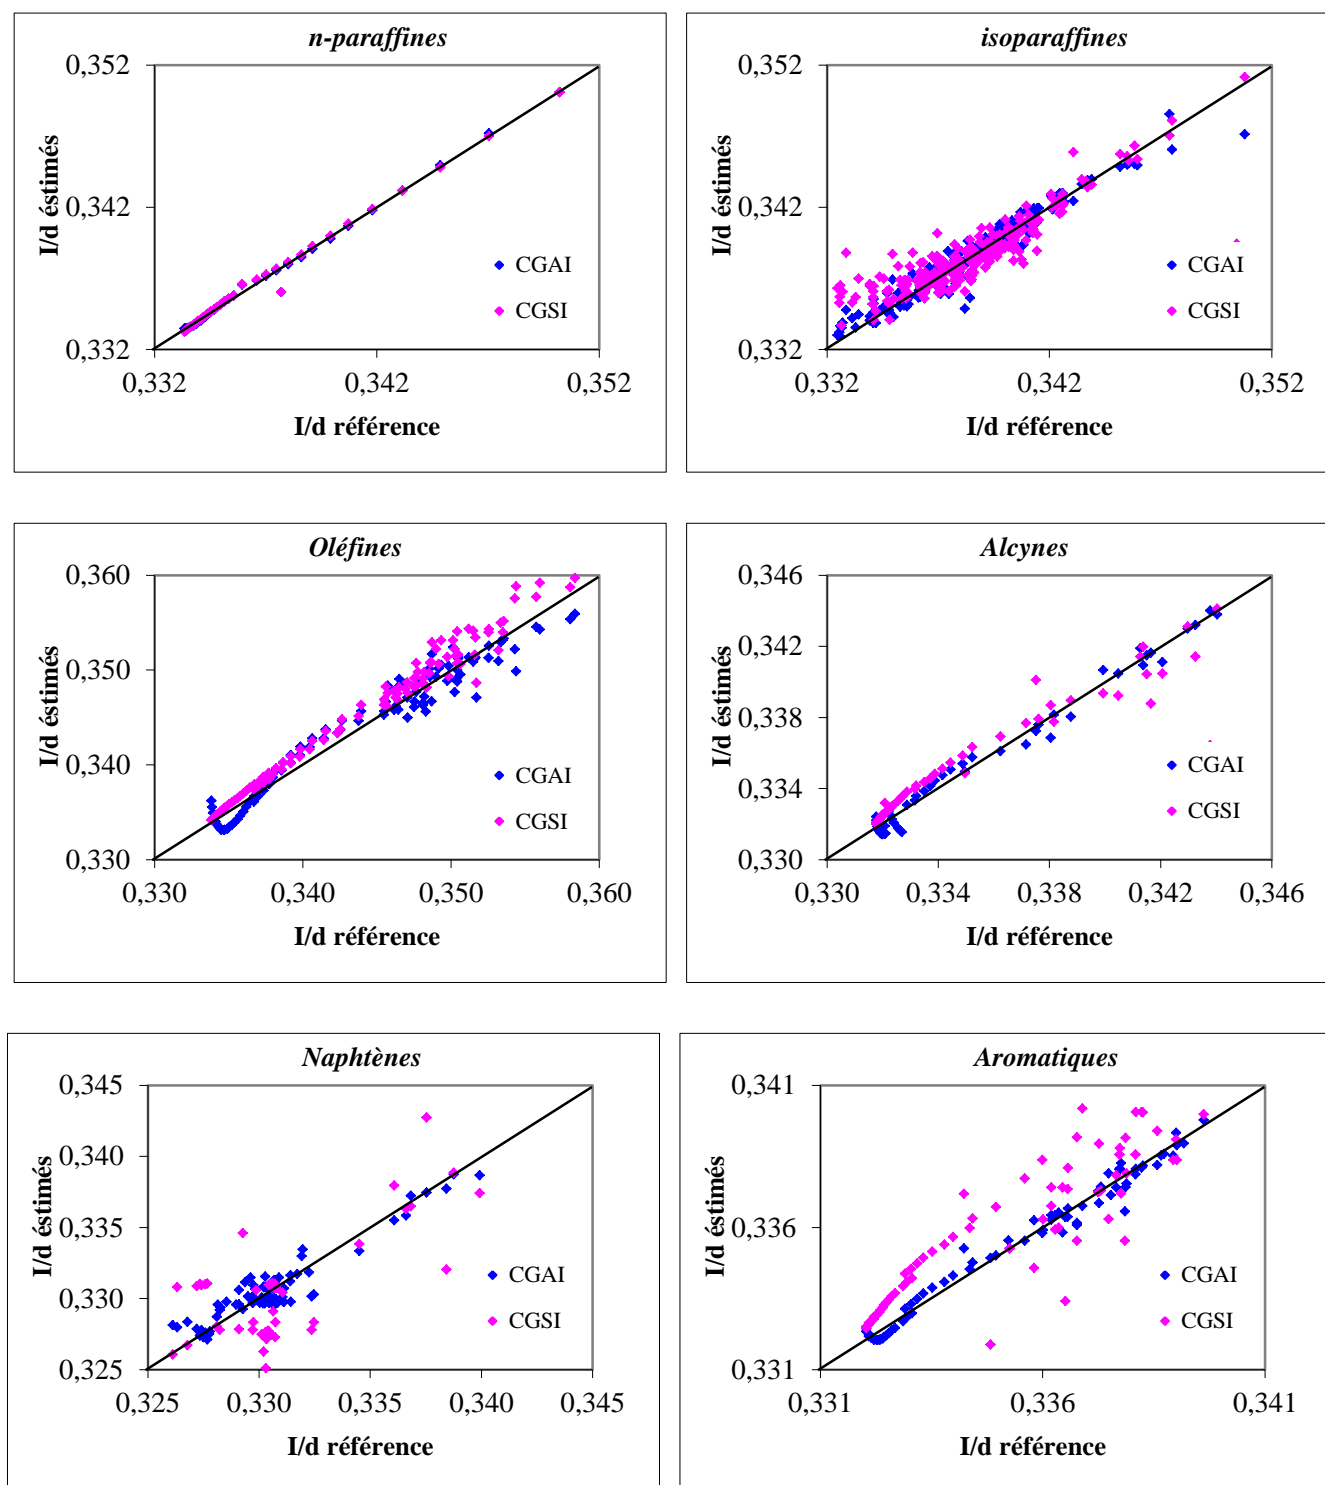 n-paraffines
0,352
0,342
0,332
0,332 0,342 0,352
I/d éstimés
I/d référence
CGAI
CGSI
isoparaffines
0,352
0,342
0,332
0,332 0,342 0,352
I/d éstimés
I/d référence
CGAI
CGSI
Oléfines
0,360
0,350
0,340
0,330
0,330 0,340 0,350 0,360
I/d éstimés
I/d référence
CGAI
CGSI
Alcynes
0,346
0,342
0,338
0,334
0,330
0,330 0,334 0,338 0,342 0,346
I/d éstimés
I/d référence
CGAI
CGSI
Naphtènes
0,345
0,340
0,335
0,330
0,325
0,325 0,330 0,335 0,340 0,345
I/d éstimés
I/d référence
CGAI
CGSI
Aromatiques
0,341
0,336
0,331
0,331 0,336 0,341
I/d éstimés
I/d référence
CGAI
CGSI